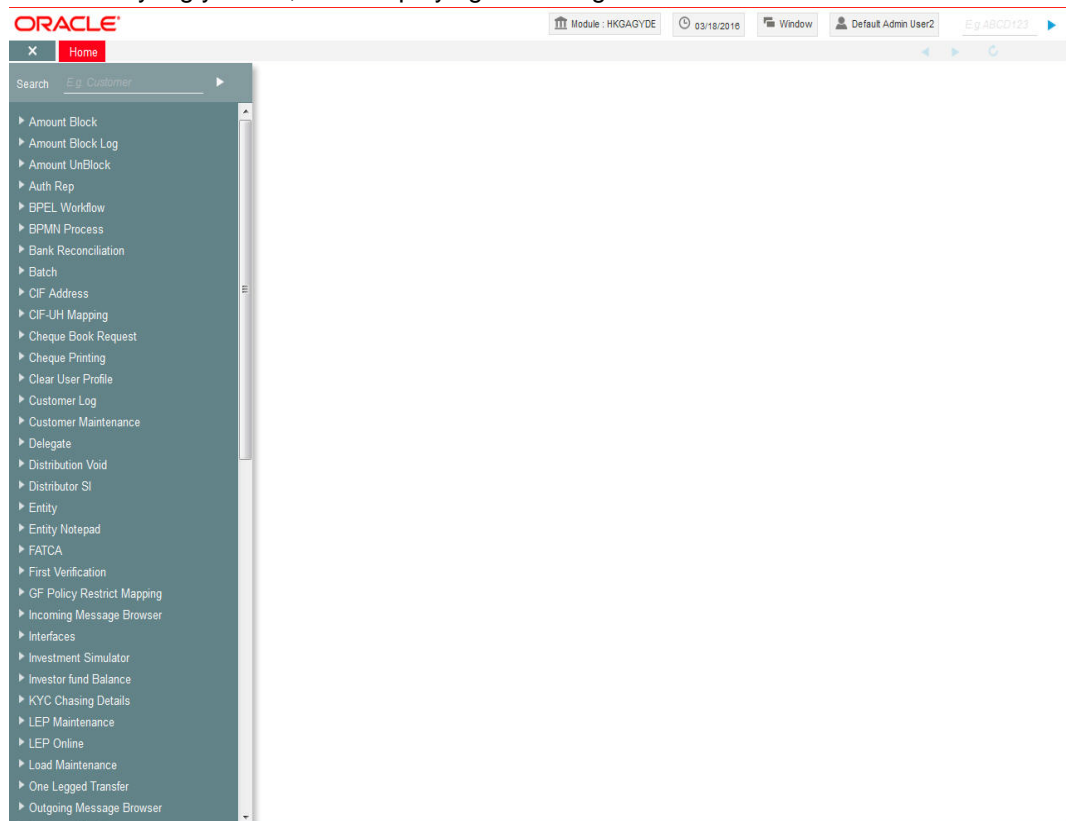 ORACLE
Module : HKGAGYDE 03/18/2016 Window Default Admin User2 E.g.ABCD123
Home
Search E.g: Customer
Amount Block
Amount Block Log
Amount UnBlock
Auth Rep
BPEL Workflow
BPMN Process
Bank Reconciliation
Batch
CIF Address
CIF-UH Mapping
Cheque Book Request
Cheque Printing
Clear User Profile
Customer Log
Customer Maintenance
Delegate
Distribution Void
Distributor SI
Entity
Entity Notepad
FATCA
First Verification
GF Policy Restrict Mapping
Incoming Message Browser
Interfaces
Investment Simulator
Investor fund Balance
KYC Chasing Details
LEP Maintenance
LEP Online
Load Maintenance
One Legged Transfer
Outgoing Message Browser